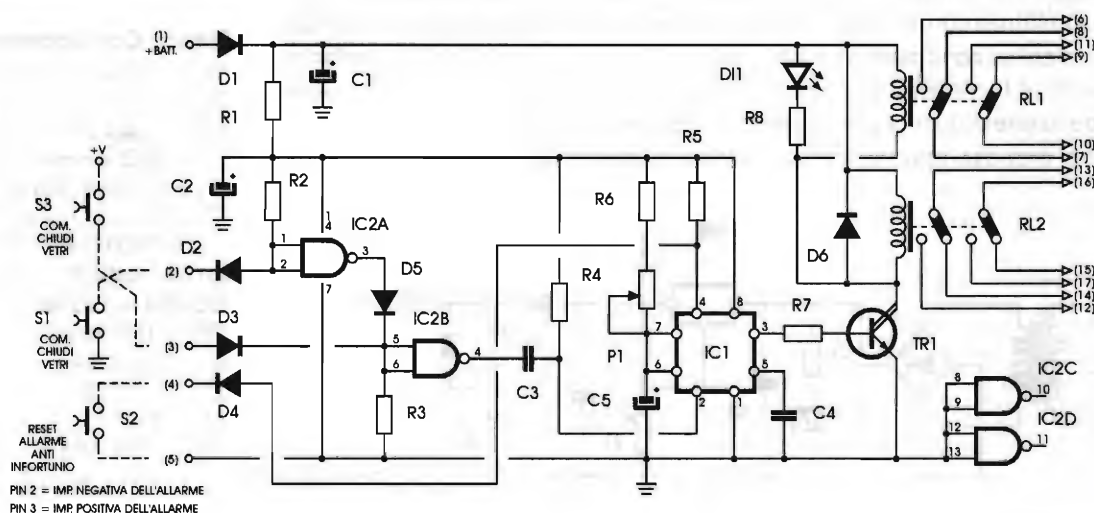 (1)
+BATT.
D1
C1
R1
DI1
R8
R5
RL1
(6)
(8)
(11)
(9)
(10)
(7)
(13)
(16)
+V
S3
COM.
CHIUDI
VETRI
C2
R2
IC2A
1
4
1
2
3
7
D2
(2)
D5
R6
R4
D6
RL2
(15)
(17)
(14)
(12)
S1
COM.
CHIUDI
VETRI
D3
(3)
IC2B
5
6
4
C3
P1
4
8
7
3
IC1
6
5
2
1
R7
TR1
(4)
D4
R3
C5
C4
IC2C
8
9
10
IC2D
12
13
11
S2
RESET
ALLARME
ANTI
INFORTUNIO
(5)
PIN 2 = IMP. NEGATIVA DELL'ALLARME
PIN 3 = IMP. POSITIVA DELL'ALLARME